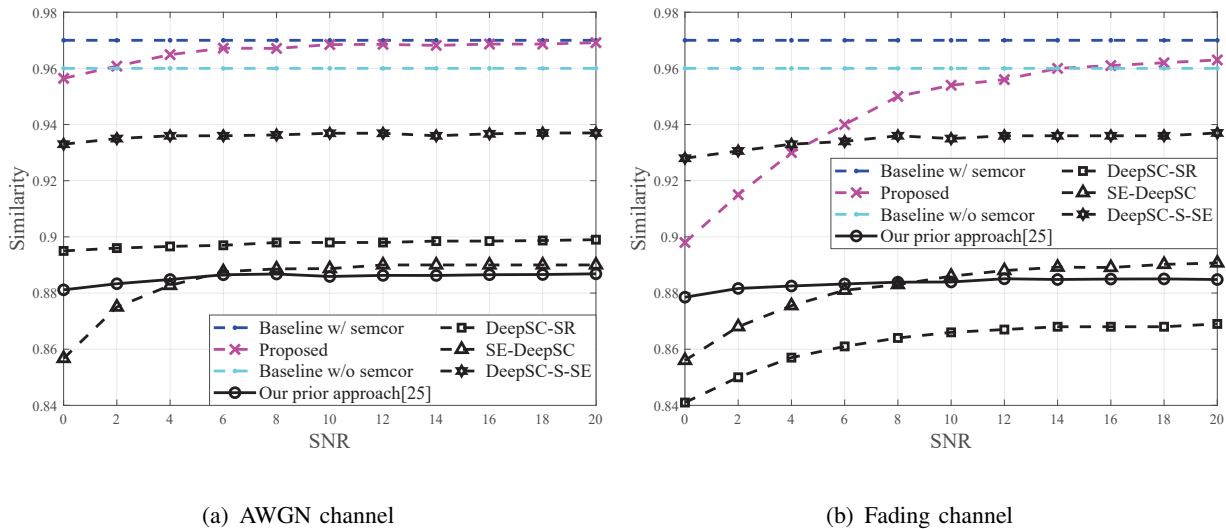 0.98
0.96
0.94
0.92
0.9
0.88
0.86
0.84
Similarity
Baseline w/ semcor
Proposed
Baseline w/o semcor
Our prior approach[25]
DeepSC-SR
SE-DeepSC
DeepSC-S-SE
0 2 4 6 8 10 12 14 16 18 20
SNR
(a) AWGN channel
0.98
0.96
0.94
0.92
0.9
0.88
0.86
0.84
Similarity
Baseline w/ semcor
Proposed
Baseline w/o semcor
Our prior approach[25]
DeepSC-SR
SE-DeepSC
DeepSC-S-SE
0 2 4 6 8 10 12 14 16 18 20
SNR
(b) Fading channel